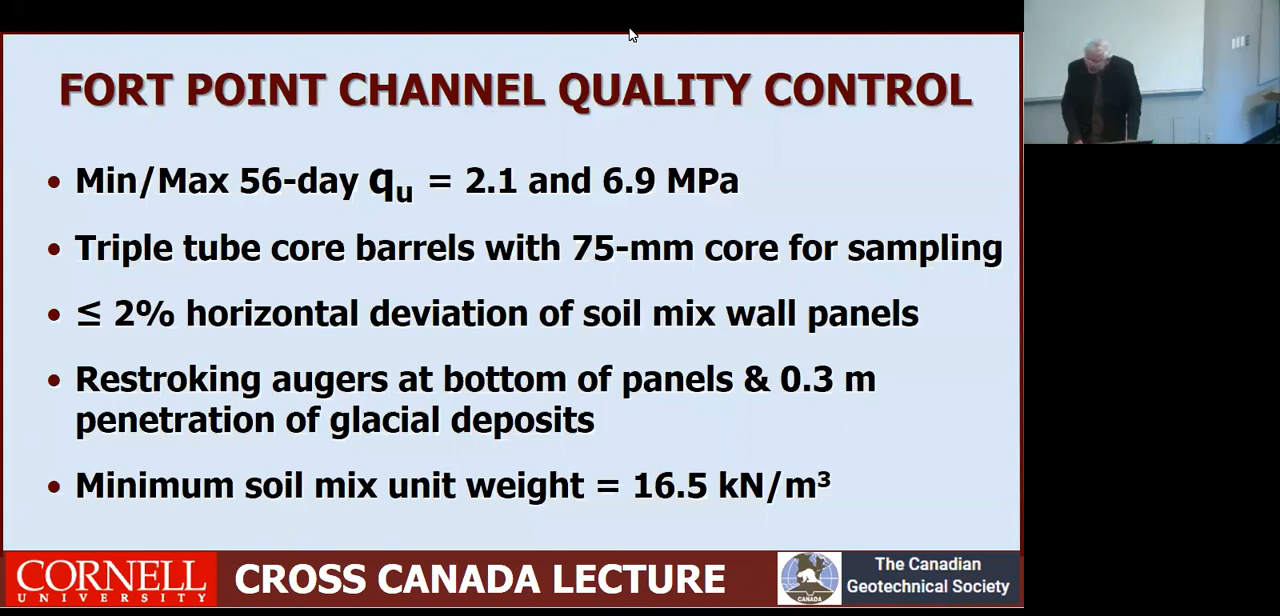 FORT POINT CHANNEL QUALITY CONTROL
• Min/Max 56-day qu = 2.1 and 6.9 MPa
• Triple tube core barrels with 75-mm core for sampling
• ≤ 2% horizontal deviation of soil mix wall panels
• Restroking augers at bottom of panels & 0.3 m
penetration of glacial deposits
• Minimum soil mix unit weight = 16.5 kN/m³
CORNELL
UNIVERSITY
CROSS CANADA LECTURE
CANADA
The Canadian
Geotechnical Society